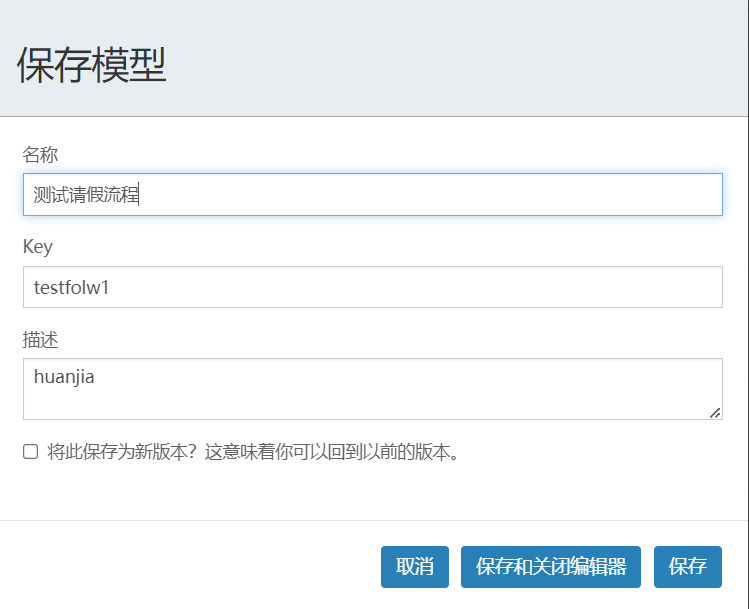 保存模型
名称
测试请假流程
Key
testfolw1
描述
huanjia
将此保存为新版本？这意味着你可以回到以前的版本。
取消
保存和关闭编辑器
保存